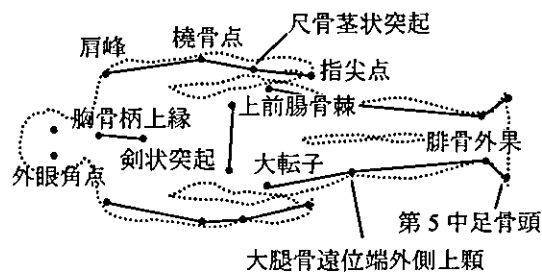 尺骨茎状突起
橈骨点
肩峰
指尖点
上前腸骨棘
胸骨柄上縁
腓骨外果
剣状突起
大転子
外眼角点
第5中足骨頭
大腿骨遠位端外側上顆